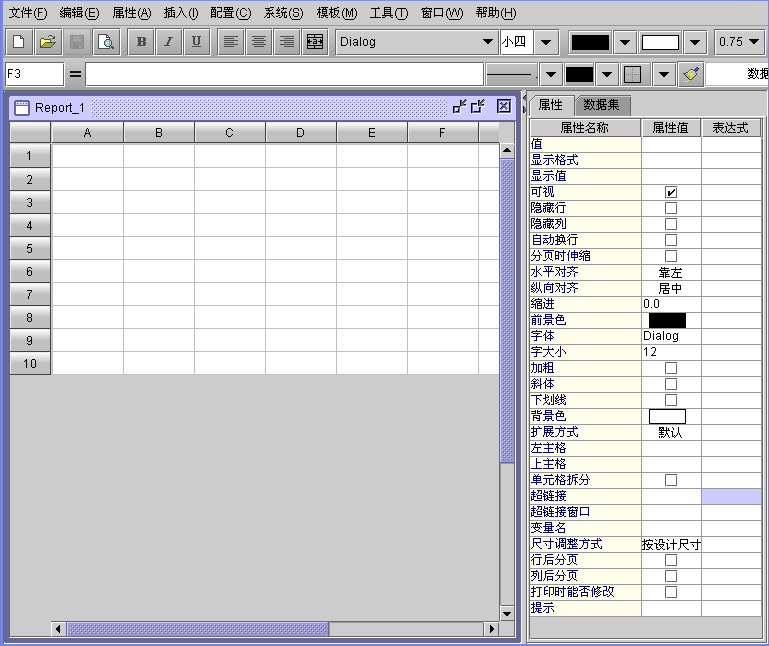 文件(F) 编辑(E) 属性(A) 插入(I) 配置(C) 系统(S) 模板(M) 工具(T) 窗口(W) 帮助(H)
B I U Dialog 小四 0.75
F3 = 数据
Report_1
A B C D E F
1
2
3
4
5
6
7
8
9
10
属性 数据集
属性名称 属性值 表达式
值
显示格式
显示值
可视
隐藏行
隐藏列
自动换行
分页时伸缩
水平对齐 靠左
纵向对齐 居中
缩进 0.0
前景色
字体 Dialog
字大小 12
加粗
斜体
下划线
背景色
扩展方式 默认
左主格
上主格
单元格拆分
超链接
超链接窗口
变量名
尺寸调整方式 按设计尺寸
行后分页
列后分页
打印时能否修改
提示